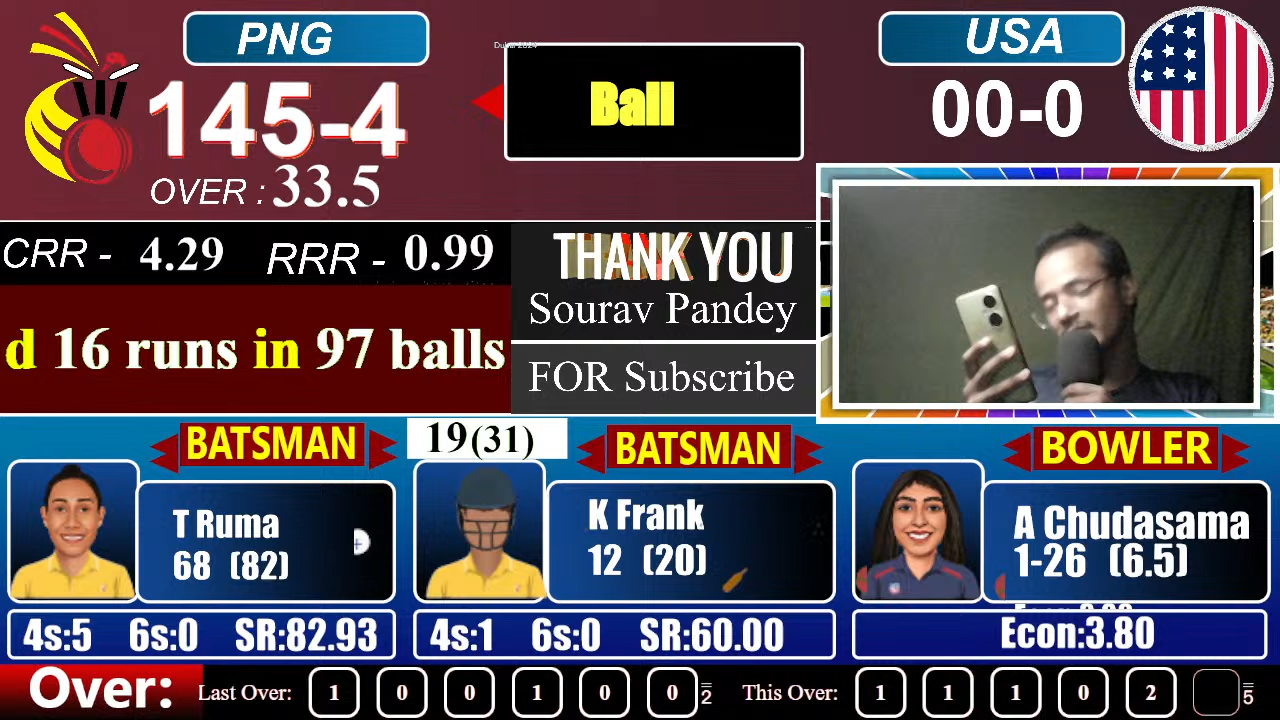 PNG
145-4
OVER : 33.5
Dubai 2024
Ball
USA
00-0
CRR - 4.29 RRR - 0.99
d 16 runs in 97 balls
THANK YOU
Sourav Pandey
FOR Subscribe
BATSMAN
19(31)
BATSMAN
BOWLER
T Ruma
68 (82)
K Frank
12 (20)
A Chudasama
1-26 (6.5)
4s:5 6s:0 SR:82.93
4s:1 6s:0 SR:60.00
Econ:3.80
Over: Last Over: 1 0 0 1 0 0 =2 This Over: 1 1 1 0 2 =5